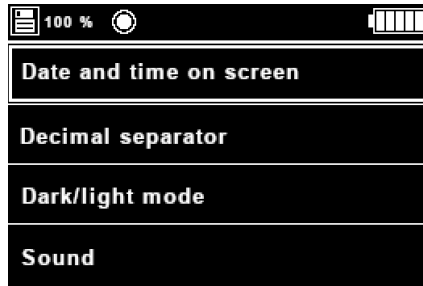 100 %
Date and time on screen
Decimal separator
Dark/light mode
Sound